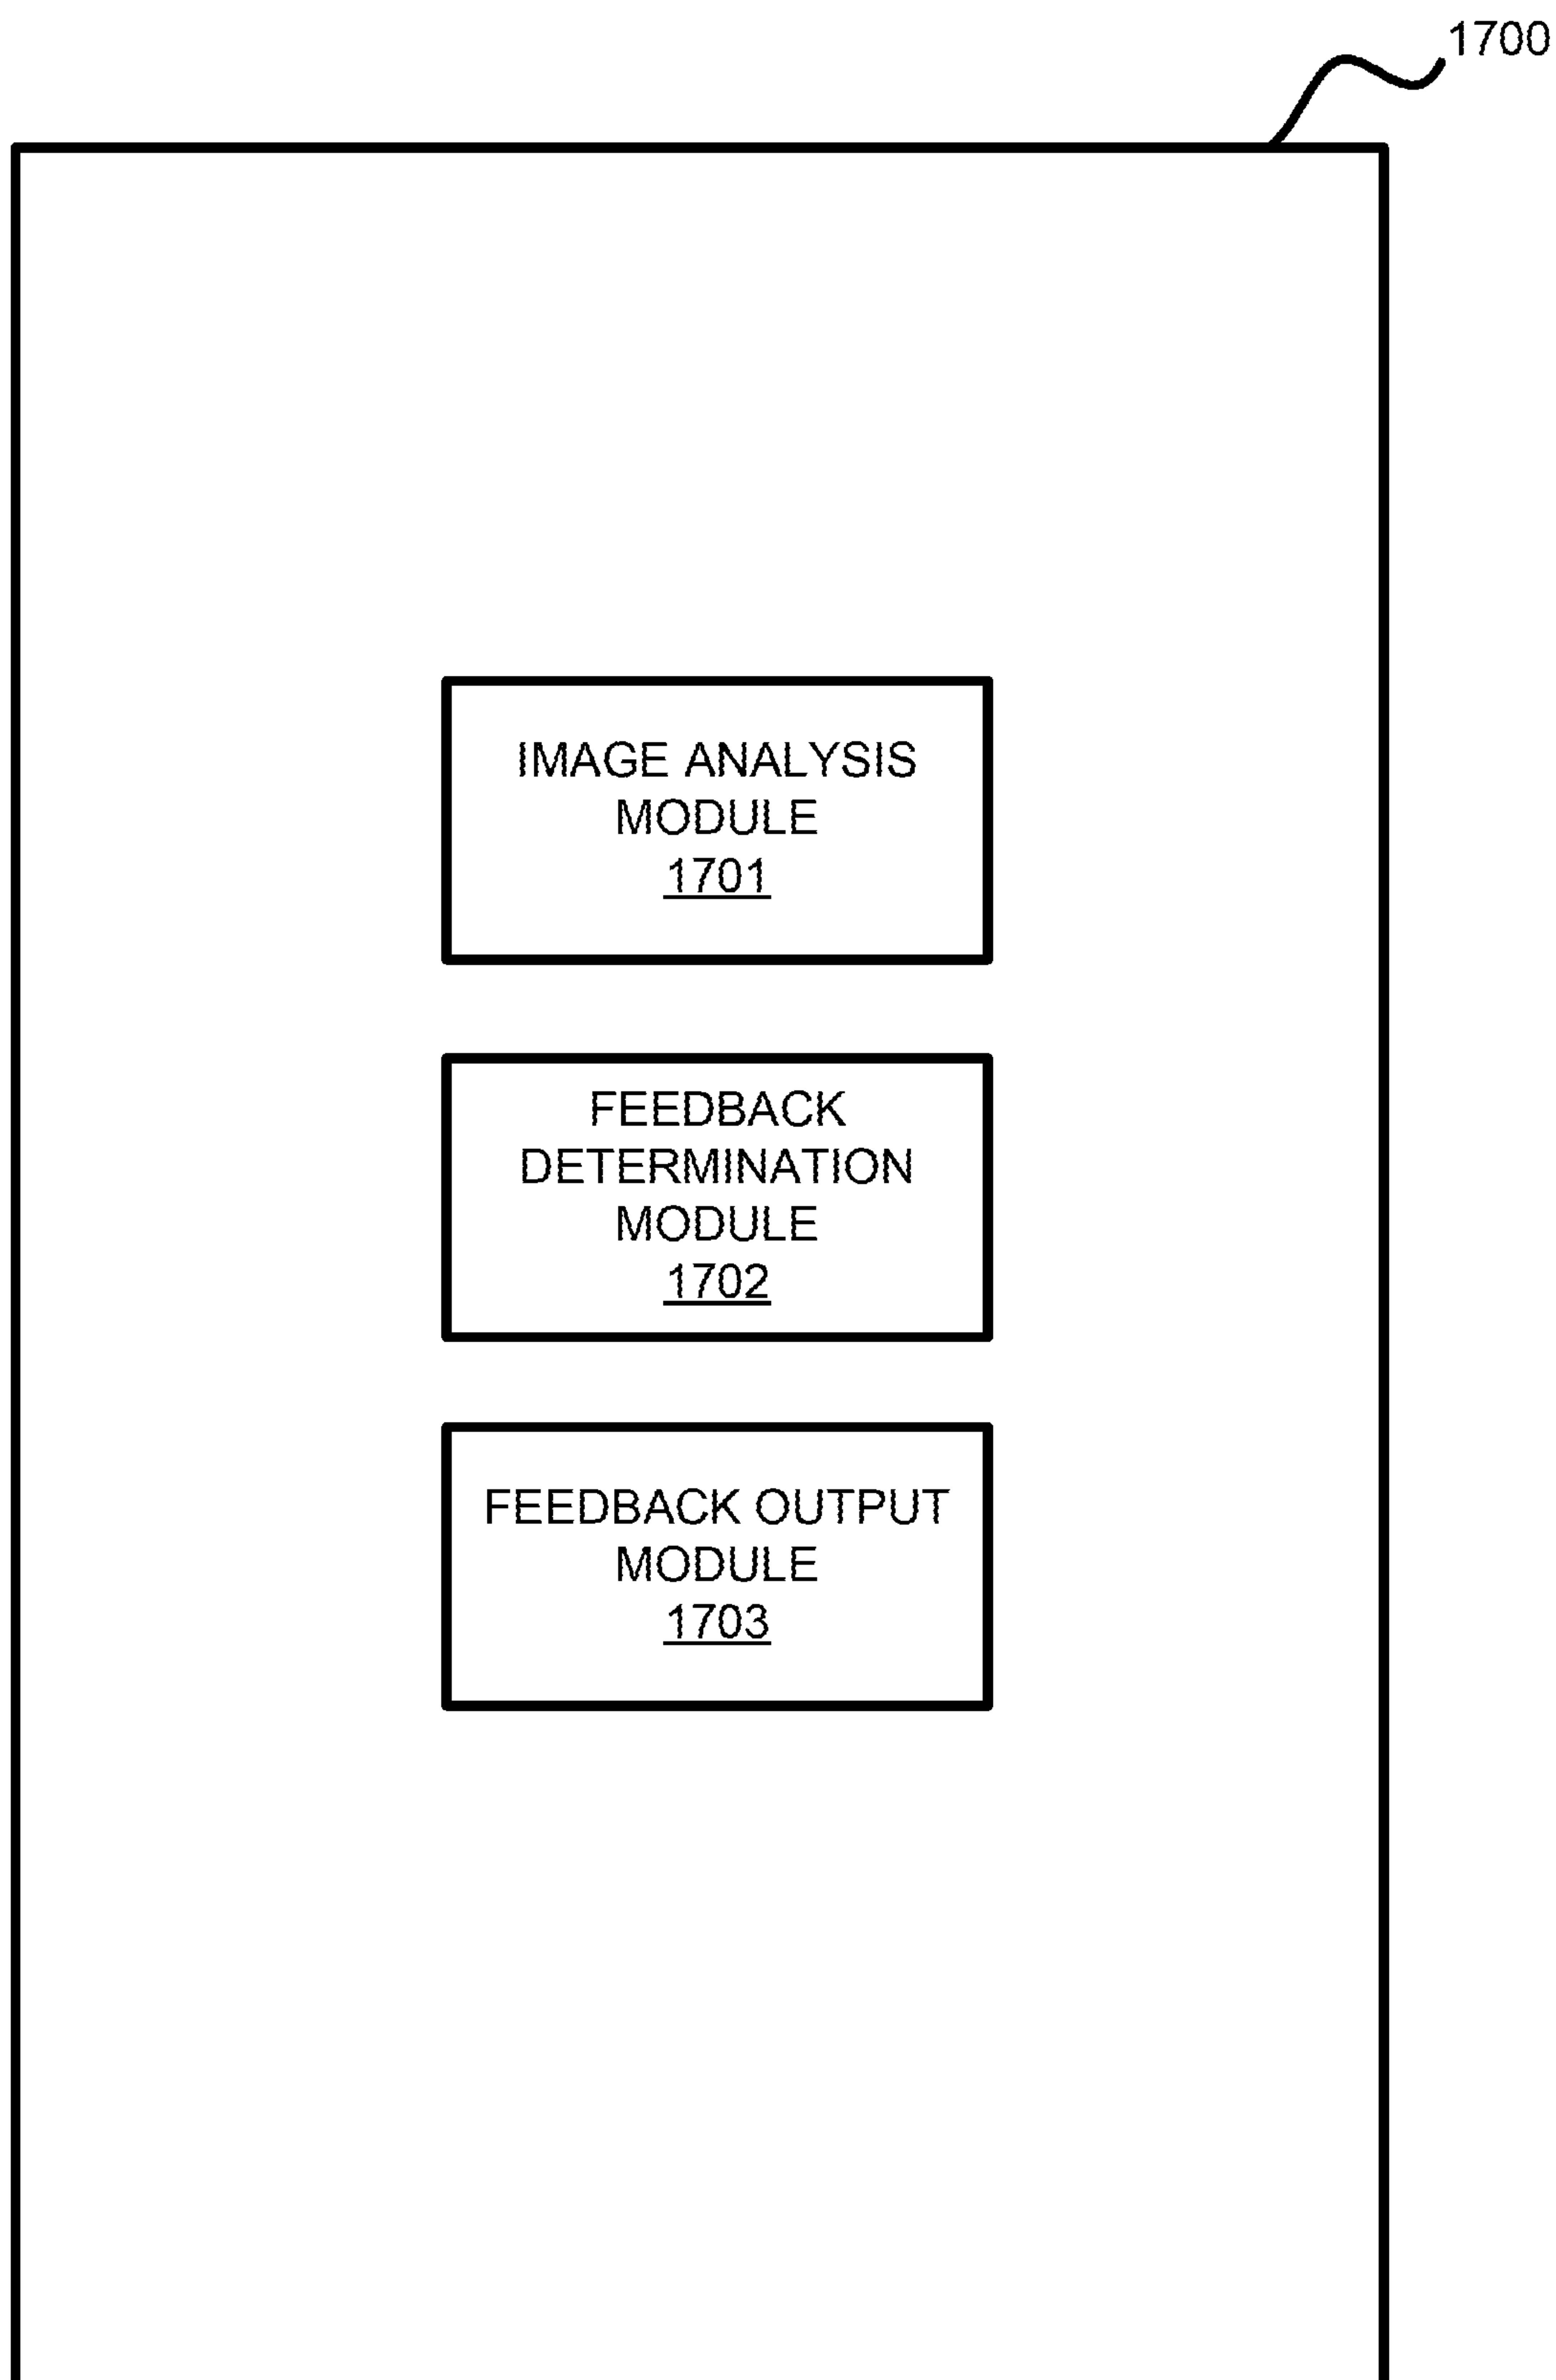 1700
IMAGE ANALYSIS
MODULE
1701
FEEDBACK
DETERMINATION
MODULE
1702
FEEDBACK OUTPUT
MODULE
1703